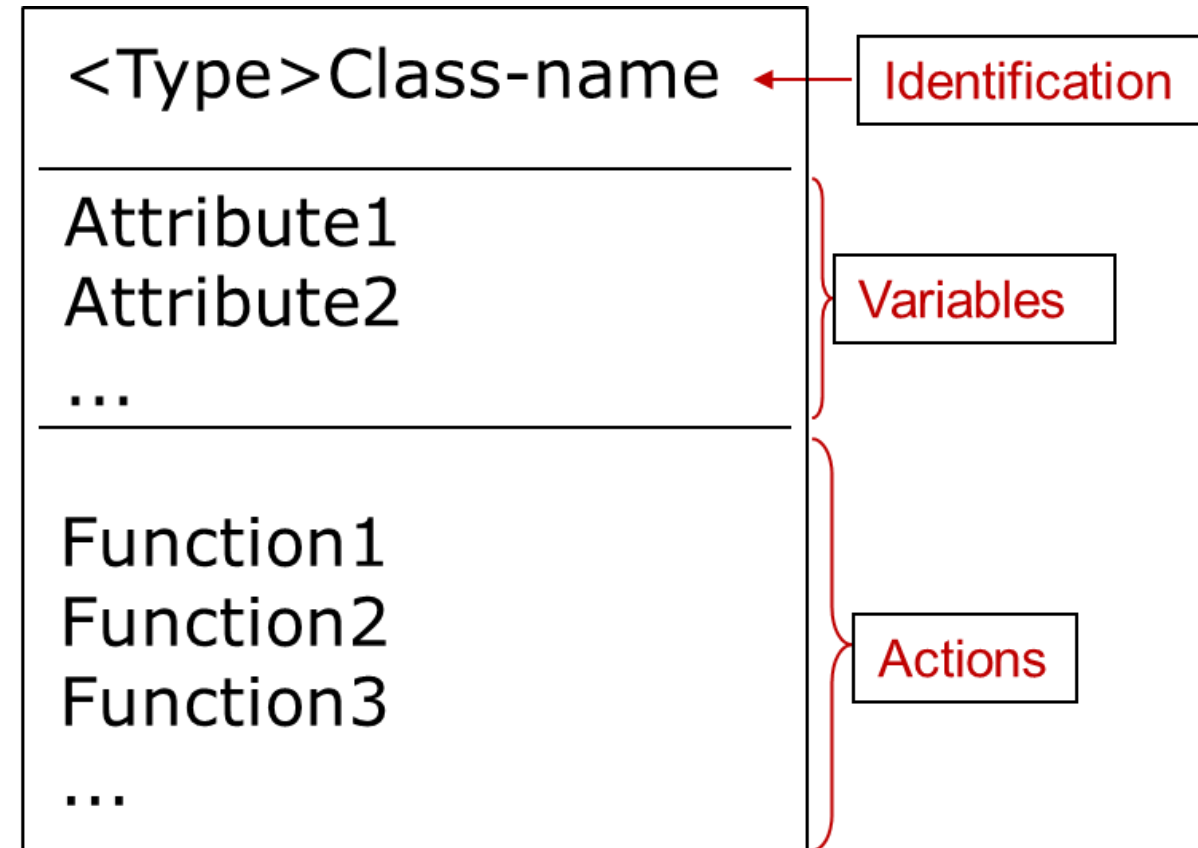 <Type>Class-name
Identification
Attribute1
Attribute2
...
Variables
Function1
Function2
Function3
...
Actions